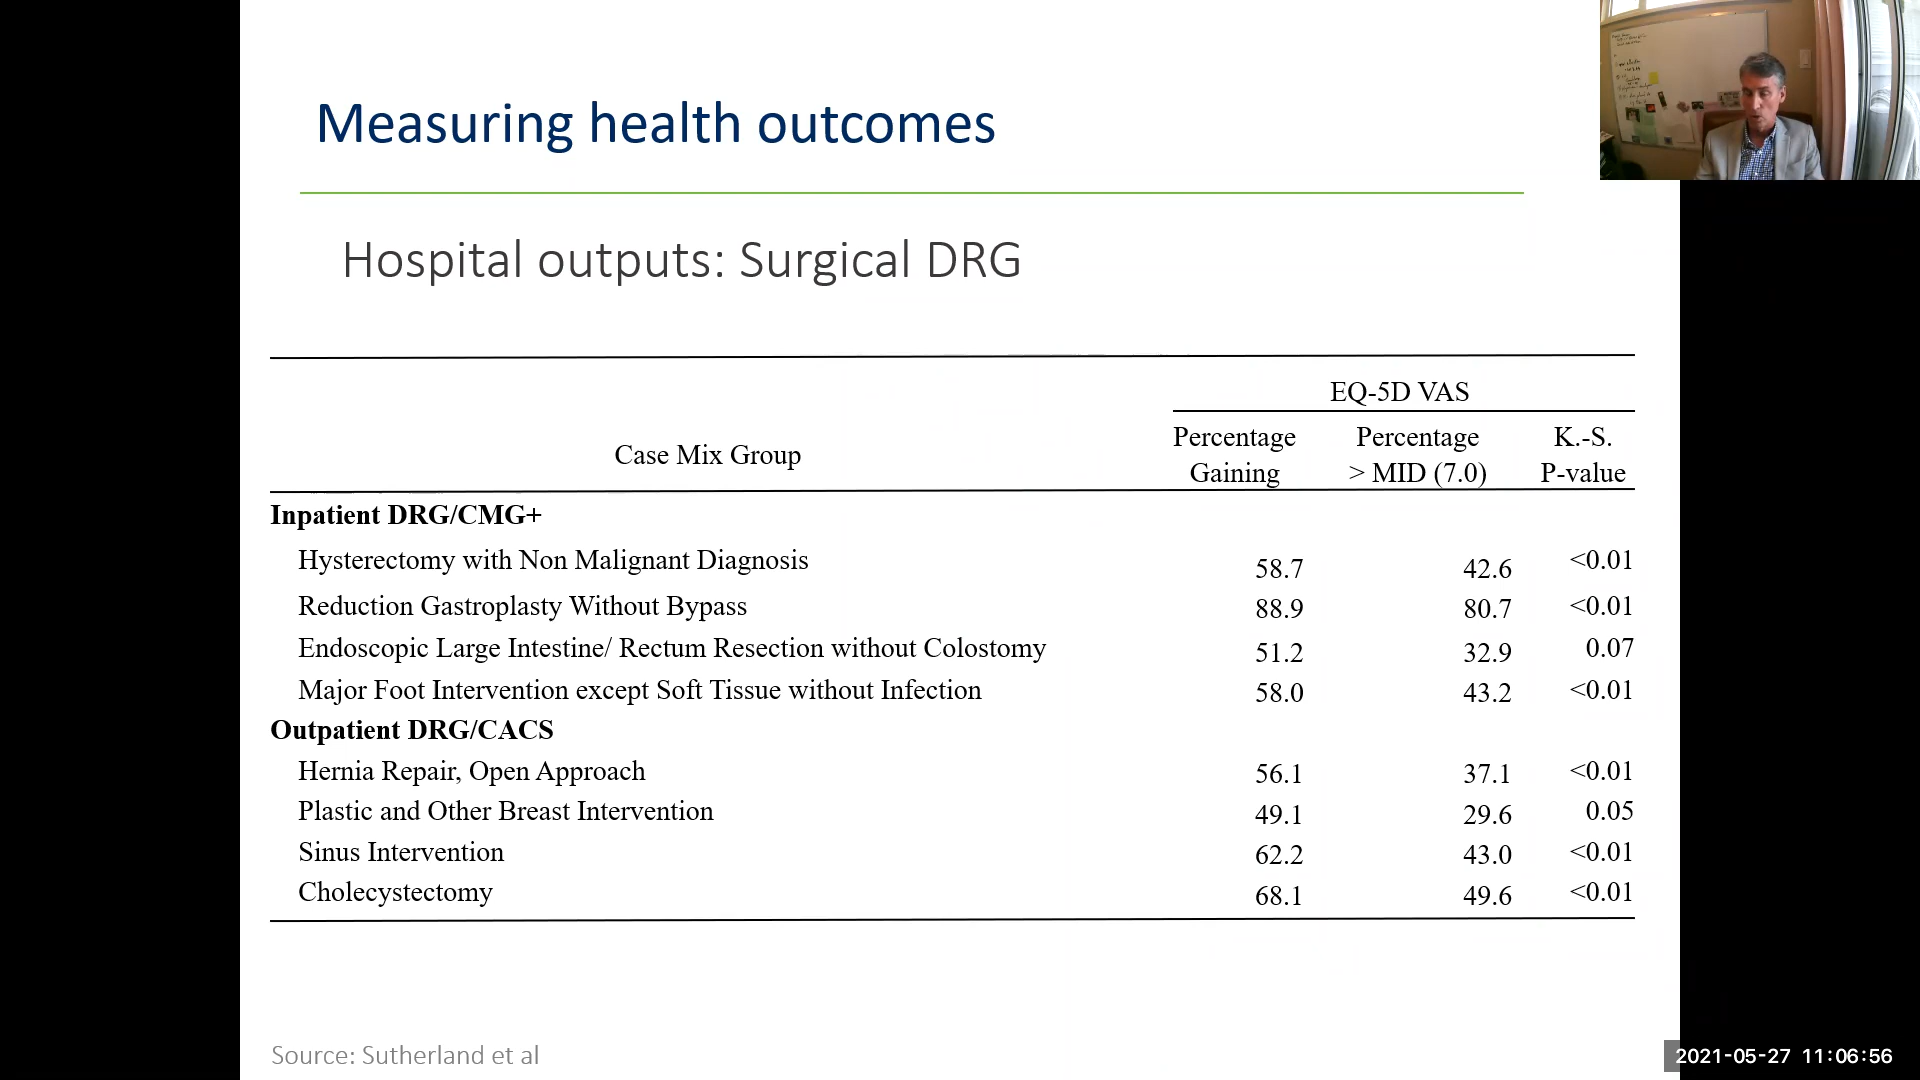 Measuring health outcomes
Hospital outputs: Surgical DRG
EQ-5D VAS
Case Mix Group
Percentage Gaining
Percentage > MID (7.0)
K.-S. P-value
Inpatient DRG/CMG+
Hysterectomy with Non Malignant Diagnosis 58.7 42.6 <0.01
Reduction Gastroplasty Without Bypass 88.9 80.7 <0.01
Endoscopic Large Intestine/ Rectum Resection without Colostomy 51.2 32.9 0.07
Major Foot Intervention except Soft Tissue without Infection 58.0 43.2 <0.01
Outpatient DRG/CACS
Hernia Repair, Open Approach 56.1 37.1 <0.01
Plastic and Other Breast Intervention 49.1 29.6 0.05
Sinus Intervention 62.2 43.0 <0.01
Cholecystectomy 68.1 49.6 <0.01
Source: Sutherland et al
2021-05-27 11:06:56